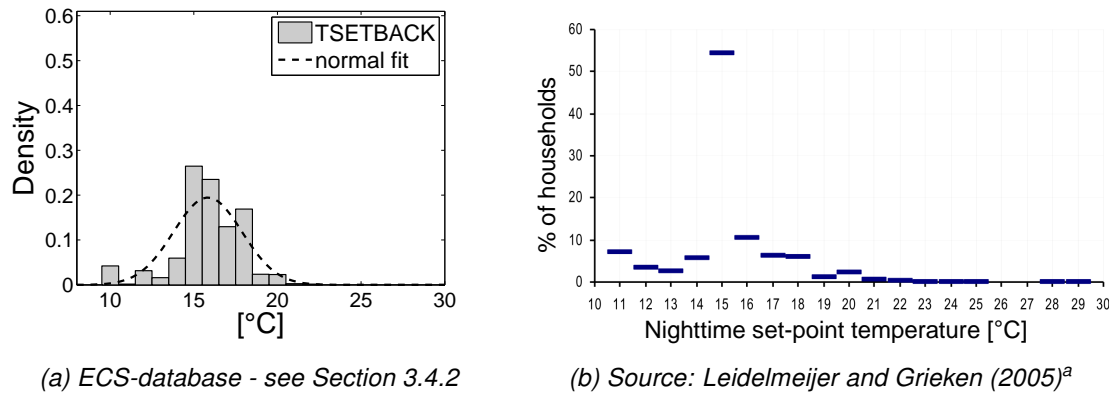 0.6
0.5
0.4
0.3
0.2
0.1
0
Density
TSETBACK
normal fit
10 15 20 25 30
[°C]
(a) ECS-database - see Section 3.4.2
60
50
40
30
20
10
0
% of households
10 11 12 13 14 15 16 17 18 19 20 21 22 23 24 25 26 27 28 29 30
Nighttime set-point temperature [°C]
(b) Source: Leidelmeijer and Grieken (2005)a